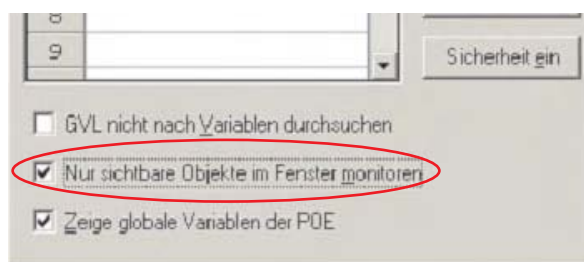 8
9
Sicherheit ein
GVL nicht nach Variablen durchsuchen
Nur sichtbare Objekte im Fenster monitoren
Zeige globale Variablen der POE